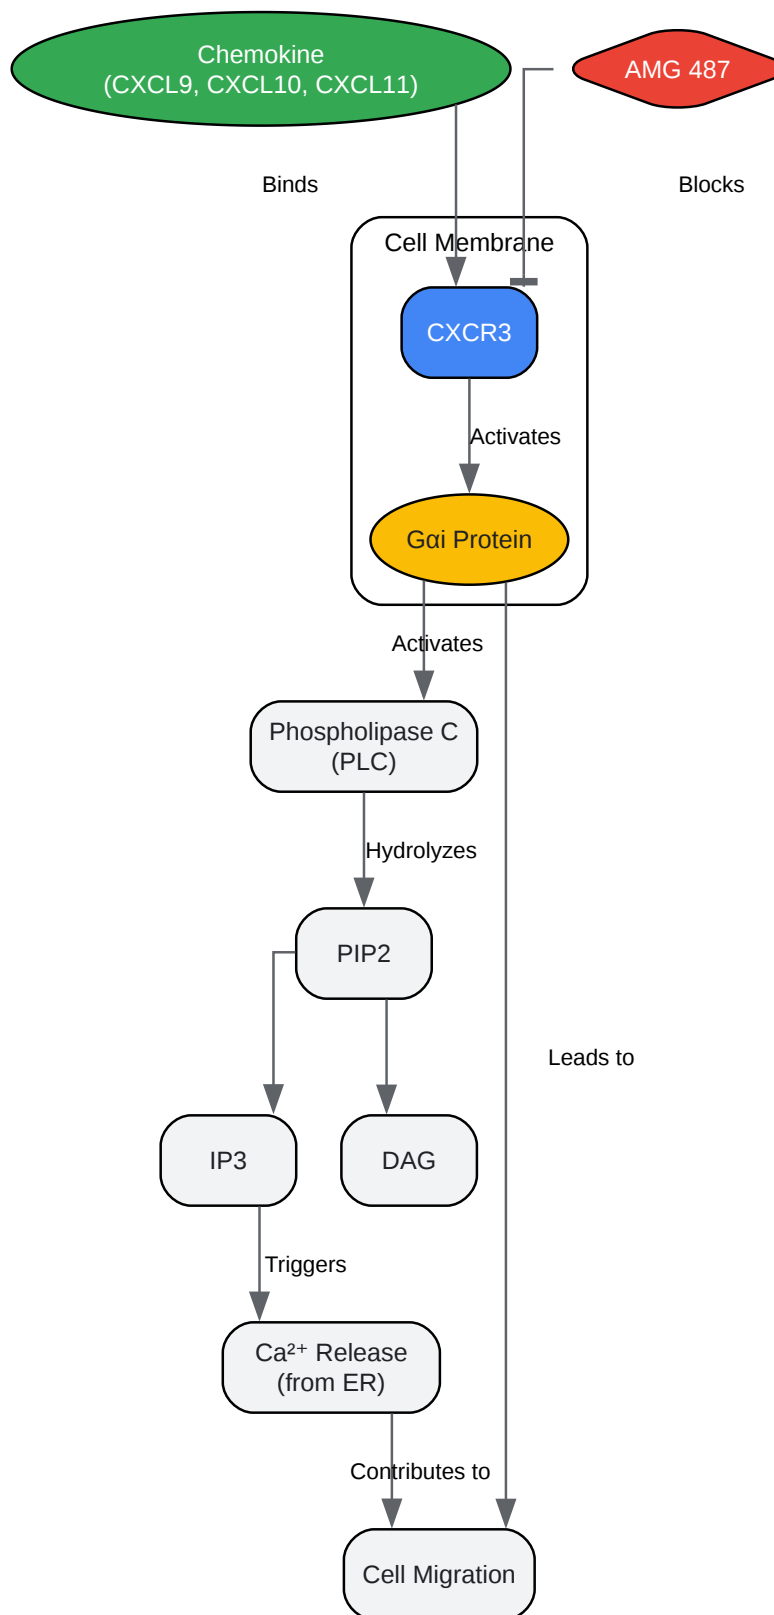 Chemokine
(CXCL9, CXCL10, CXCL11)
AMG 487
Binds
Blocks
Cell Membrane
CXCR3
Activates
Gαi Protein
Activates
Phospholipase C
(PLC)
Hydrolyzes
PIP2
Leads to
IP3
DAG
Triggers
Ca²⁺ Release
(from ER)
Contributes to
Cell Migration